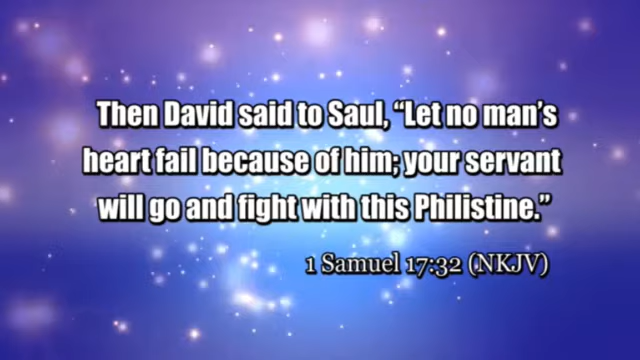 Then David said to Saul, “Let no man’s
heart fail because of him; your servant
will go and fight with this Philistine.”
1 Samuel 17:32 (NKJV)